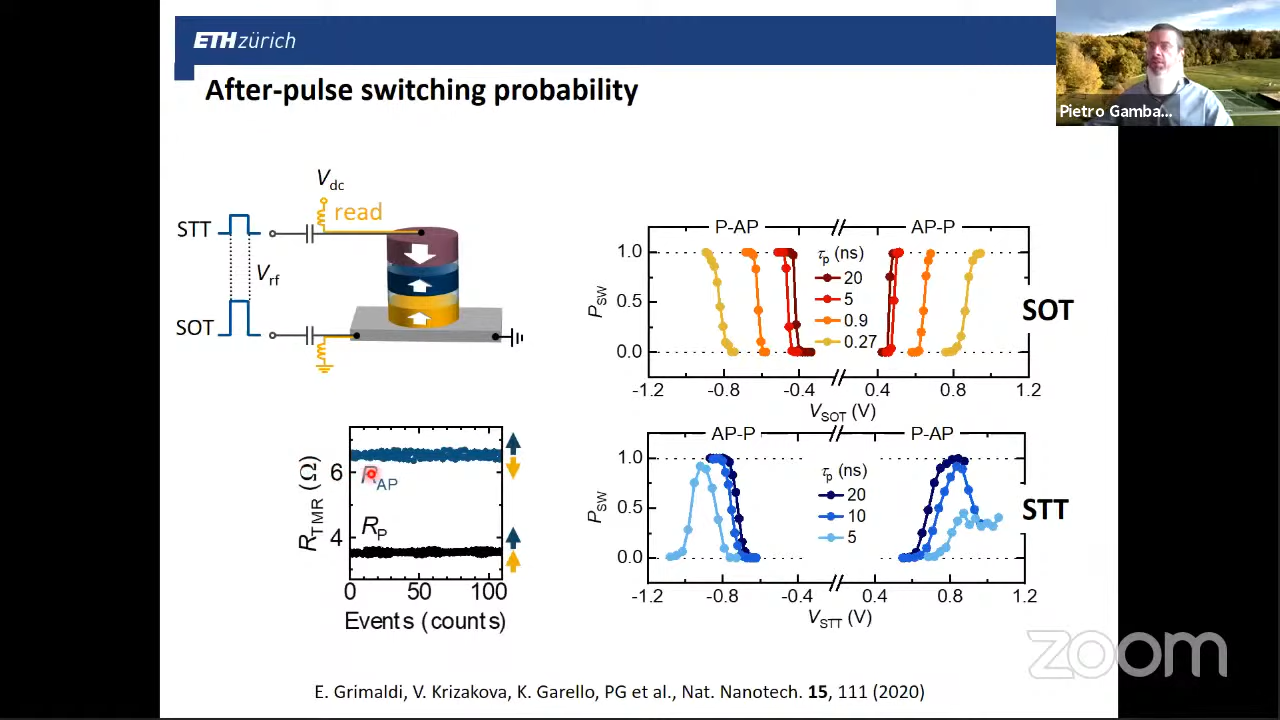 ETH zürich
Pietro Gamba...
After-pulse switching probability
V_dc
read
STT
V_rf
SOT
R_TMR (Ω)
6
4
R_AP
R_P
0 50 100
Events (counts)
P-AP AP-P
P_SW
1.0
0.5
0.0
τ_p (ns)
20
5
0.9
0.27
-1.2 -0.8 -0.4 0.4 0.8 1.2
V_SOT (V)
SOT
AP-P P-AP
P_SW
1.0
0.5
0.0
τ_p (ns)
20
10
5
-1.2 -0.8 -0.4 0.4 0.8 1.2
V_STT (V)
STT
zoom
E. Grimaldi, V. Krizakova, K. Garello, PG et al., Nat. Nanotech. 15, 111 (2020)